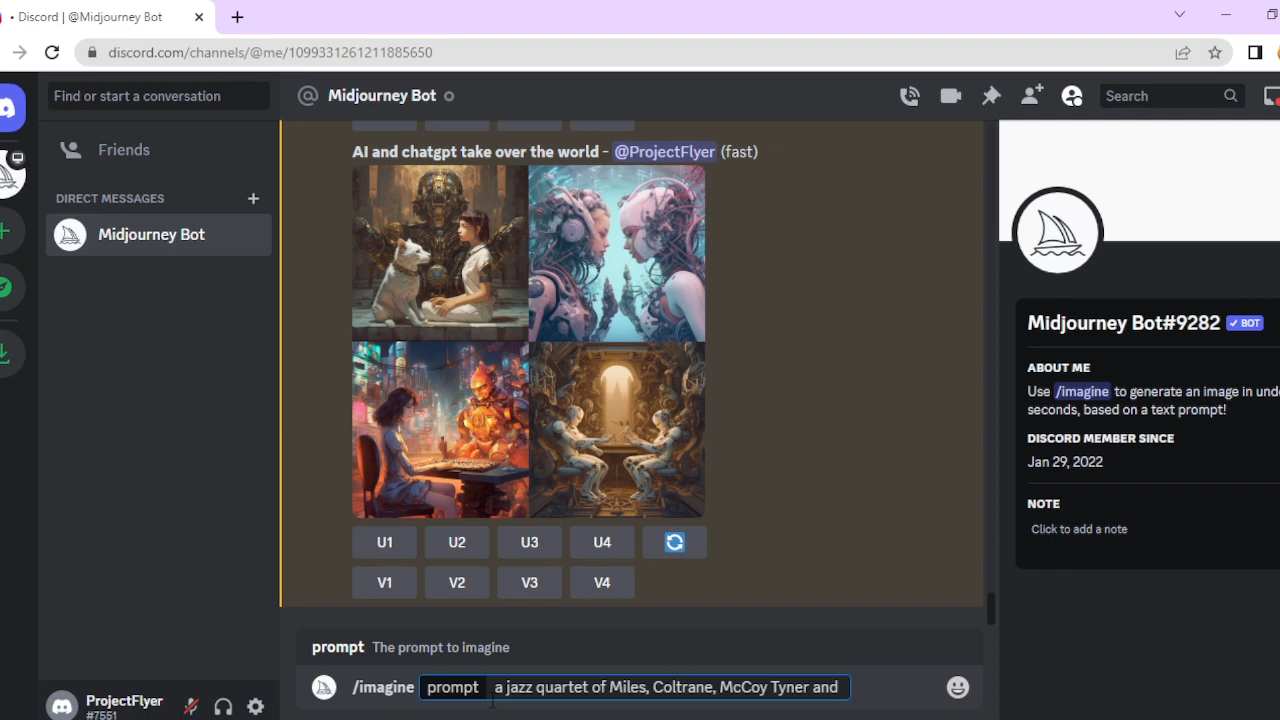 • Discord | @Midjourney Bot
discord.com/channels/@me/1099331261211885650
Find or start a conversation
Midjourney Bot
Search
Friends
DIRECT MESSAGES
Midjourney Bot
AI and chatgpt take over the world - @ProjectFlyer (fast)
U1 U2 U3 U4
V1 V2 V3 V4
Midjourney Bot#9282 ✓ BOT
ABOUT ME
Use /imagine to generate an image in und
seconds, based on a text prompt!
DISCORD MEMBER SINCE
Jan 29, 2022
NOTE
Click to add a note
prompt The prompt to imagine
/imagine prompt a jazz quartet of Miles, Coltrane, McCoy Tyner and
ProjectFlyer
#7551